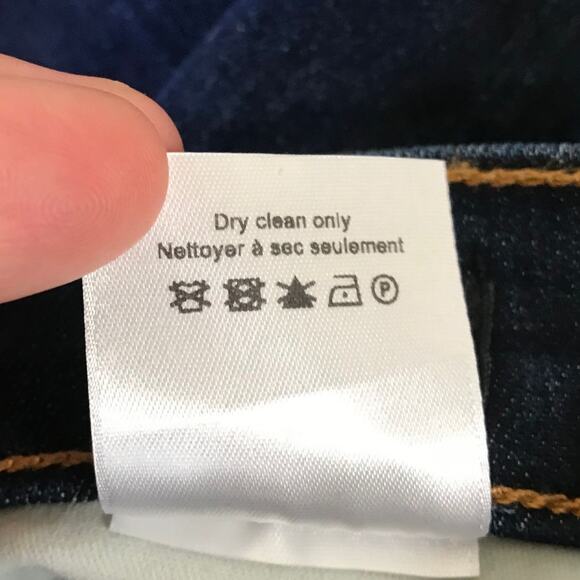 Dry clean only
Nettoyer à sec seulement
P